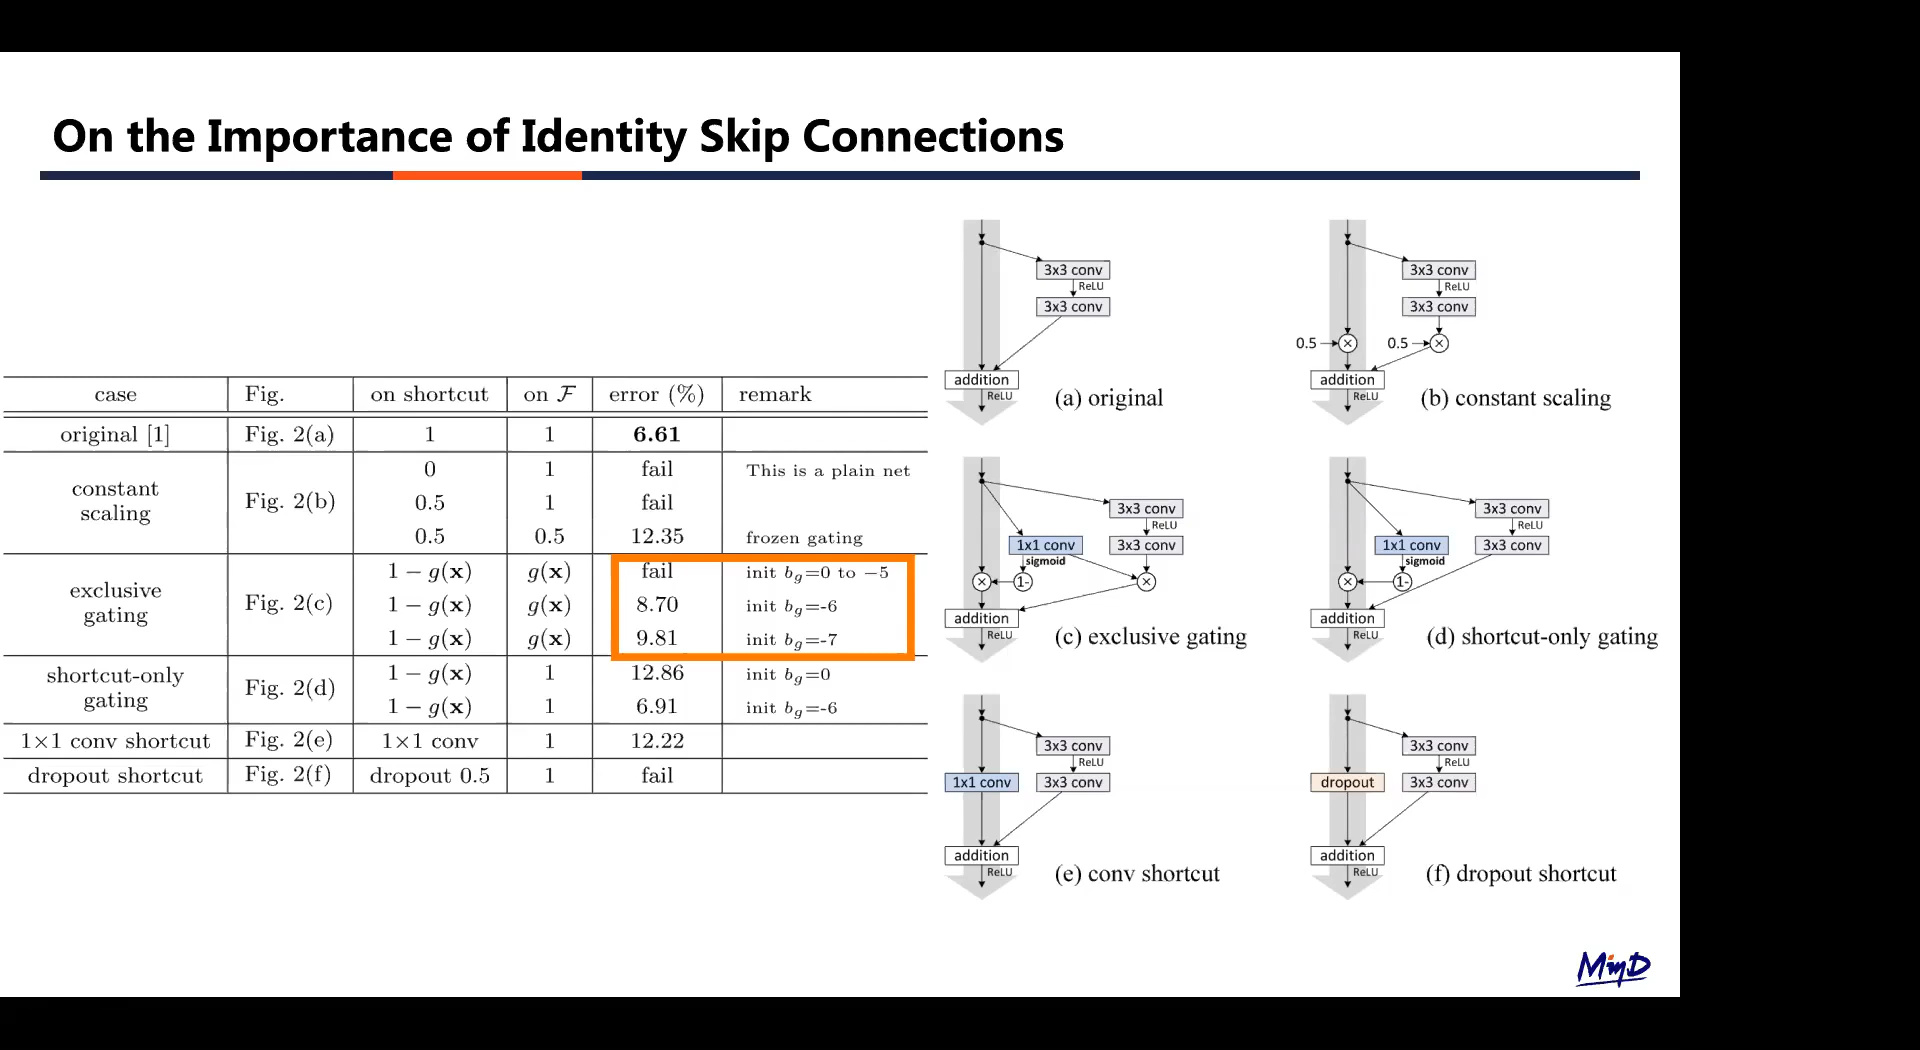 On the Importance of Identity Skip Connections
case Fig. on shortcut on ℱ error (%) remark
original [1] Fig. 2(a) 1 1 6.61
constant scaling Fig. 2(b) 0 1 fail This is a plain net
0.5 1 fail
0.5 0.5 12.35 frozen gating
exclusive gating Fig. 2(c) 1 − g(x) g(x) fail init b_g=0 to −5
1 − g(x) g(x) 8.70 init b_g=-6
1 − g(x) g(x) 9.81 init b_g=-7
shortcut-only gating Fig. 2(d) 1 − g(x) 1 12.86 init b_g=0
1 − g(x) 1 6.91 init b_g=-6
1×1 conv shortcut Fig. 2(e) 1×1 conv 1 12.22
dropout shortcut Fig. 2(f) dropout 0.5 1 fail
3x3 conv
ReLU
3x3 conv
addition
ReLU
(a) original
3x3 conv
ReLU
3x3 conv
0.5 × 0.5 ×
addition
ReLU
(b) constant scaling
3x3 conv
ReLU
1x1 conv 3x3 conv
sigmoid
× 1- ×
addition
ReLU
(c) exclusive gating
3x3 conv
ReLU
1x1 conv 3x3 conv
sigmoid
× 1-
addition
ReLU
(d) shortcut-only gating
3x3 conv
ReLU
1x1 conv 3x3 conv
addition
ReLU
(e) conv shortcut
3x3 conv
ReLU
dropout 3x3 conv
addition
ReLU
(f) dropout shortcut
MinD